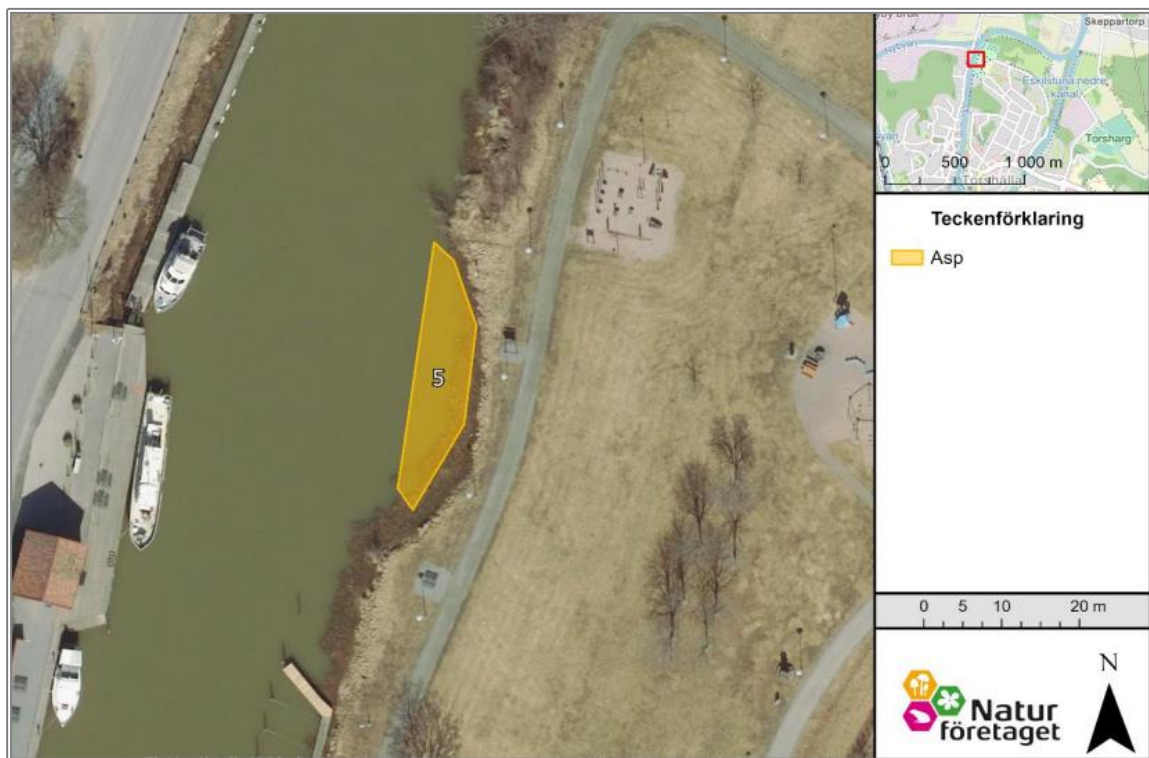 Skeppartorp
Nybyån
Eskilstuna nedre
kanal
Torsharg
0 500 1 000 m
Torshälla
Teckenförklaring
Asp
5
0 5 10 20 m
Natur
företaget
N